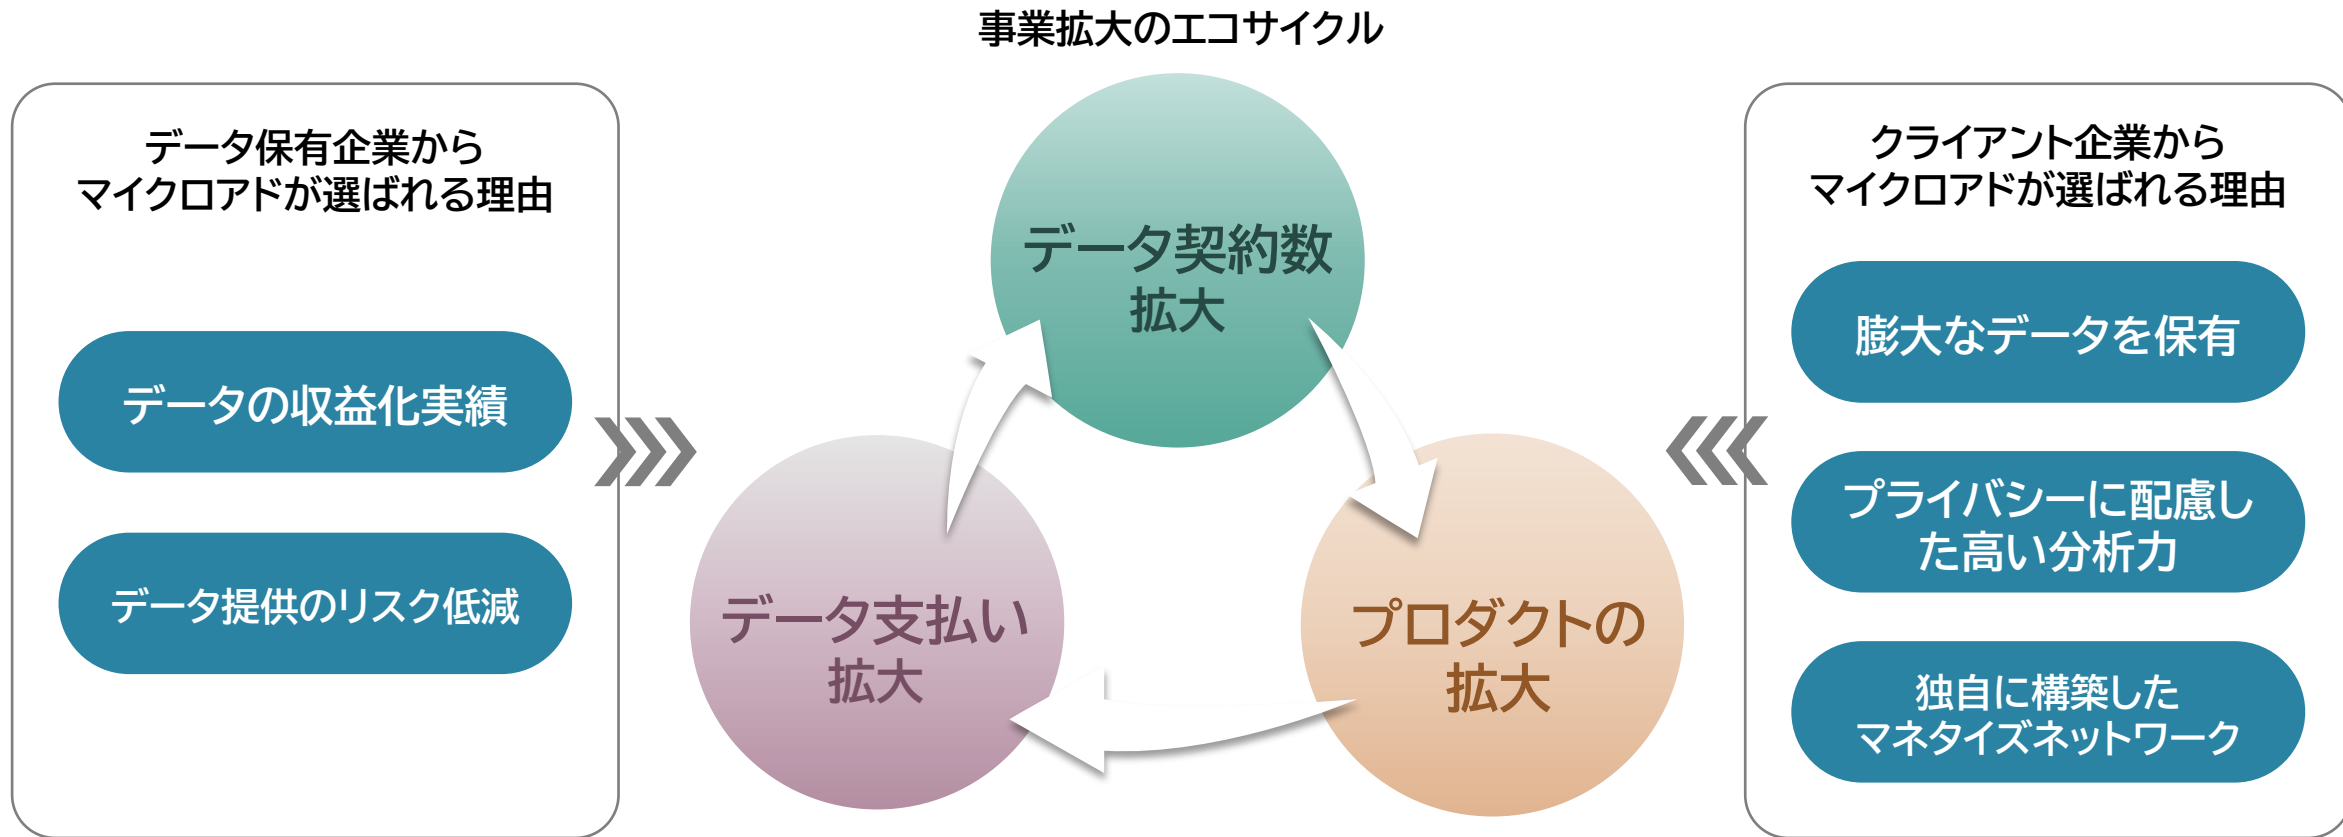 事業拡大のエコサイクル
データ保有企業から
マイクロアドが選ばれる理由
データの収益化実績
データ提供のリスク低減
データ契約数
拡大
データ支払い
拡大
プロダクトの
拡大
クライアント企業から
マイクロアドが選ばれる理由
膨大なデータを保有
プライバシーに配慮し
た高い分析力
独自に構築した
マネタイズネットワーク